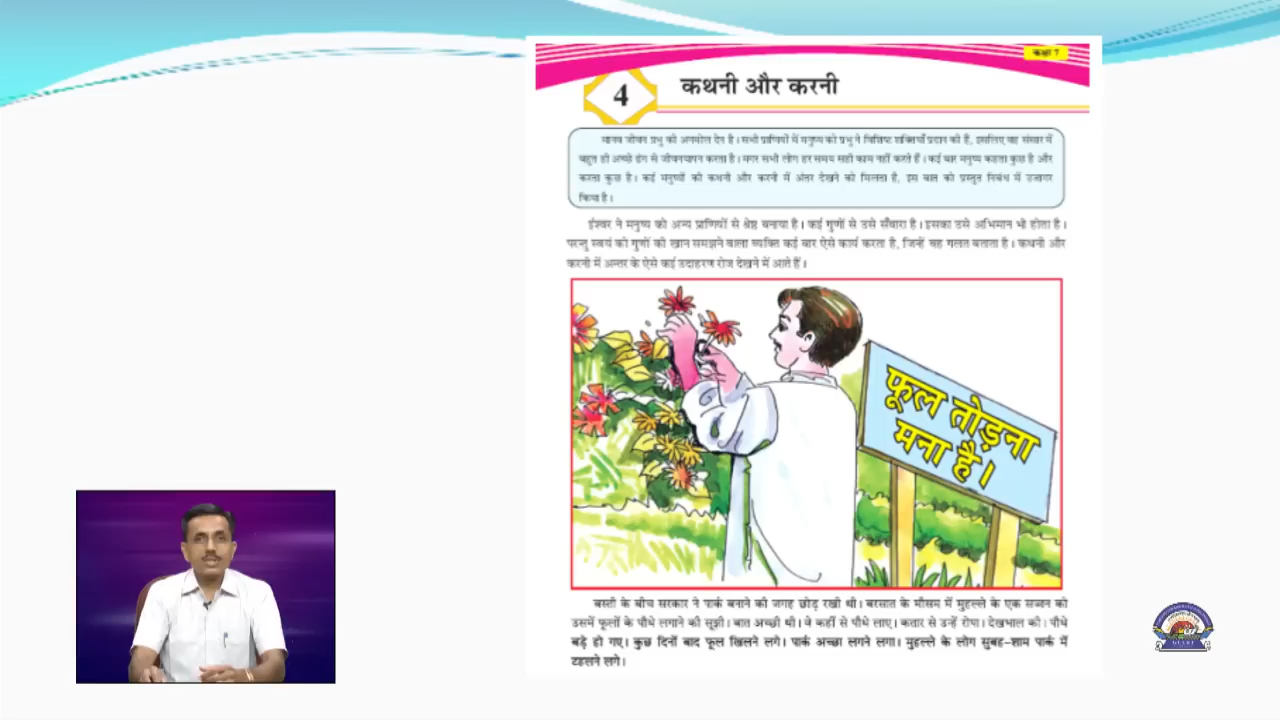 कक्षा 7
4
कथनी और करनी
मानव जीवन प्रभु की अनमोल देन है। सभी प्राणियों में मनुष्य को प्रभु ने विशिष्ट शक्तियाँ प्रदान की हैं, इसलिए वह संसार में
बहुत ही अच्छे ढंग से जीवनयापन करता है। मगर सभी लोग हर समय सही काम नहीं करते हैं। कई बार मनुष्य कहता कुछ है और
करता कुछ है। कई मनुष्यों की कथनी और करनी में अंतर देखने को मिलता है, इस बात को प्रस्तुत निबंध में उजागर
किया है।
ईश्वर ने मनुष्य को अन्य प्राणियों से श्रेष्ठ बनाया है। कई गुणों से उसे सँवारा है। इसका उसे अभिमान भी होता है।
परन्तु स्वयं को गुणों की खान समझने वाला व्यक्ति कई बार ऐसे कार्य करता है, जिन्हें वह गलत बताता है। कथनी और
करनी में अन्तर के ऐसे कई उदाहरण रोज देखने में आते हैं।
फूल तोड़ना
मना है।
बस्ती के बीच सरकार ने पार्क बनाने की जगह छोड़ रखी थी। बरसात के मौसम में मुहल्ले के एक सज्जन को
उसमें फूलों के पौधे लगाने की सूझी। बात अच्छी थी। वे कहीं से पौधे लाए। कतार से उन्हें रोपा। देखभाल की। पौधे
बड़े हो गए। कुछ दिनों बाद फूल खिलने लगे। पार्क अच्छा लगने लगा। मुहल्ले के लोग सुबह-शाम पार्क में
टहलने लगे।